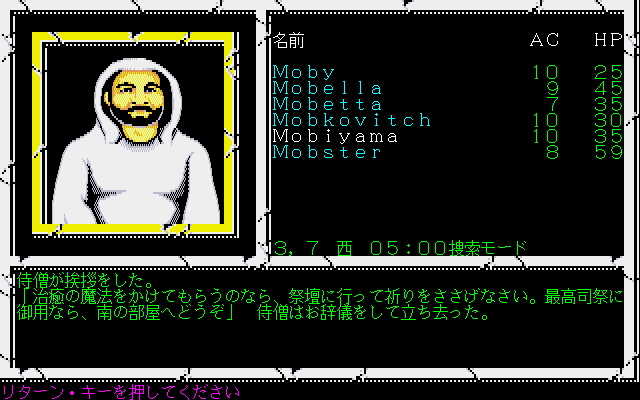 名前 AC HP
Moby 10 25
Mobella 9 45
Mobetta 7 35
Mobkovitch 10 30
Mobiyama 10 35
Mobster 8 59
3, 7 西 05:00捜索モード
侍僧が挨拶をした。
「治癒の魔法をかけてもらうのなら、祭壇に行って祈りをささげなさい。最高司祭に
御用なら、南の部屋へどうぞ」 侍僧はお辞儀をして立ち去った。
リターン・キーを押してください